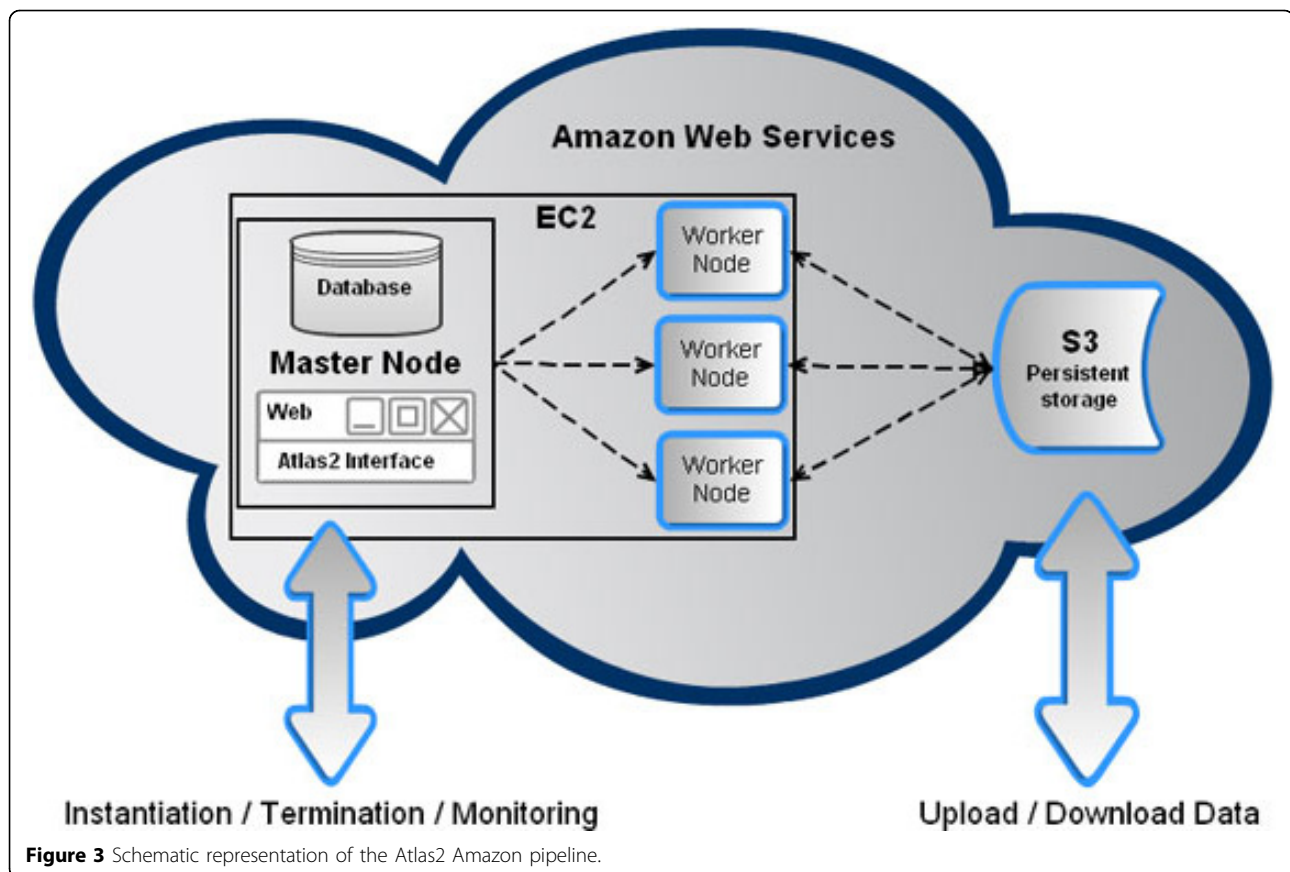 Amazon Web Services
EC2
Database
Master Node
Web
Atlas2 Interface
Worker
Node
Worker
Node
Worker
Node
S3
Persistent
storage
Instantiation / Termination / Monitoring
Upload / Download Data
Figure 3 Schematic representation of the Atlas2 Amazon pipeline.